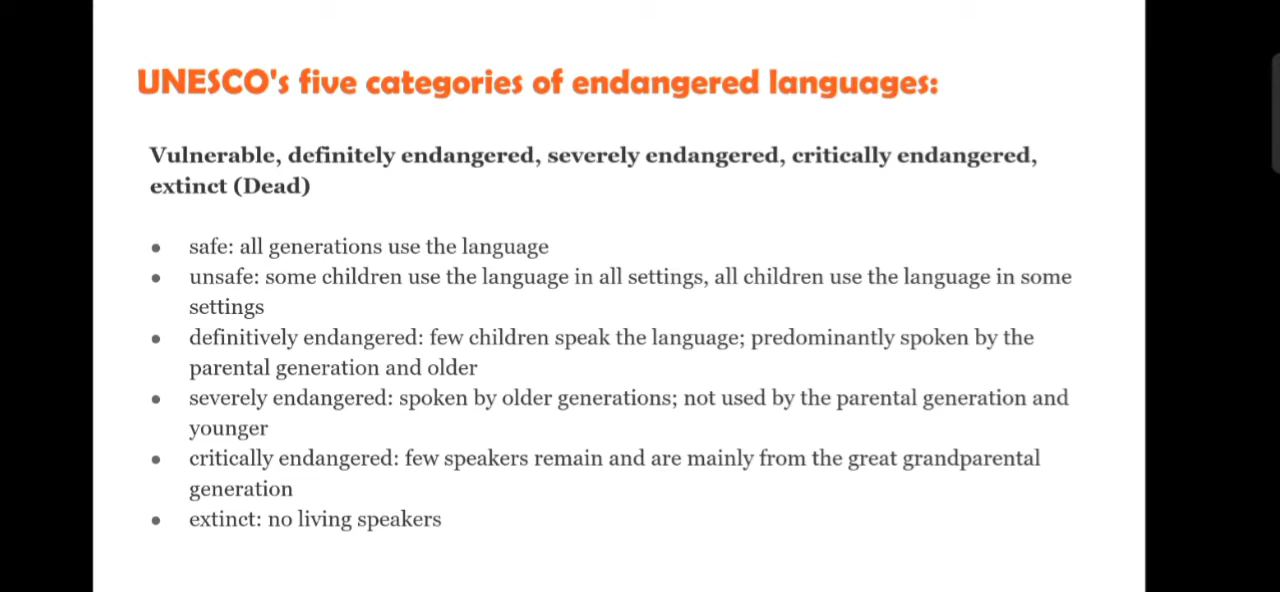 UNESCO's five categories of endangered languages:
Vulnerable, definitely endangered, severely endangered, critically endangered,
extinct (Dead)
● safe: all generations use the language
● unsafe: some children use the language in all settings, all children use the language in some
settings
● definitively endangered: few children speak the language; predominantly spoken by the
parental generation and older
● severely endangered: spoken by older generations; not used by the parental generation and
younger
● critically endangered: few speakers remain and are mainly from the great grandparental
generation
● extinct: no living speakers